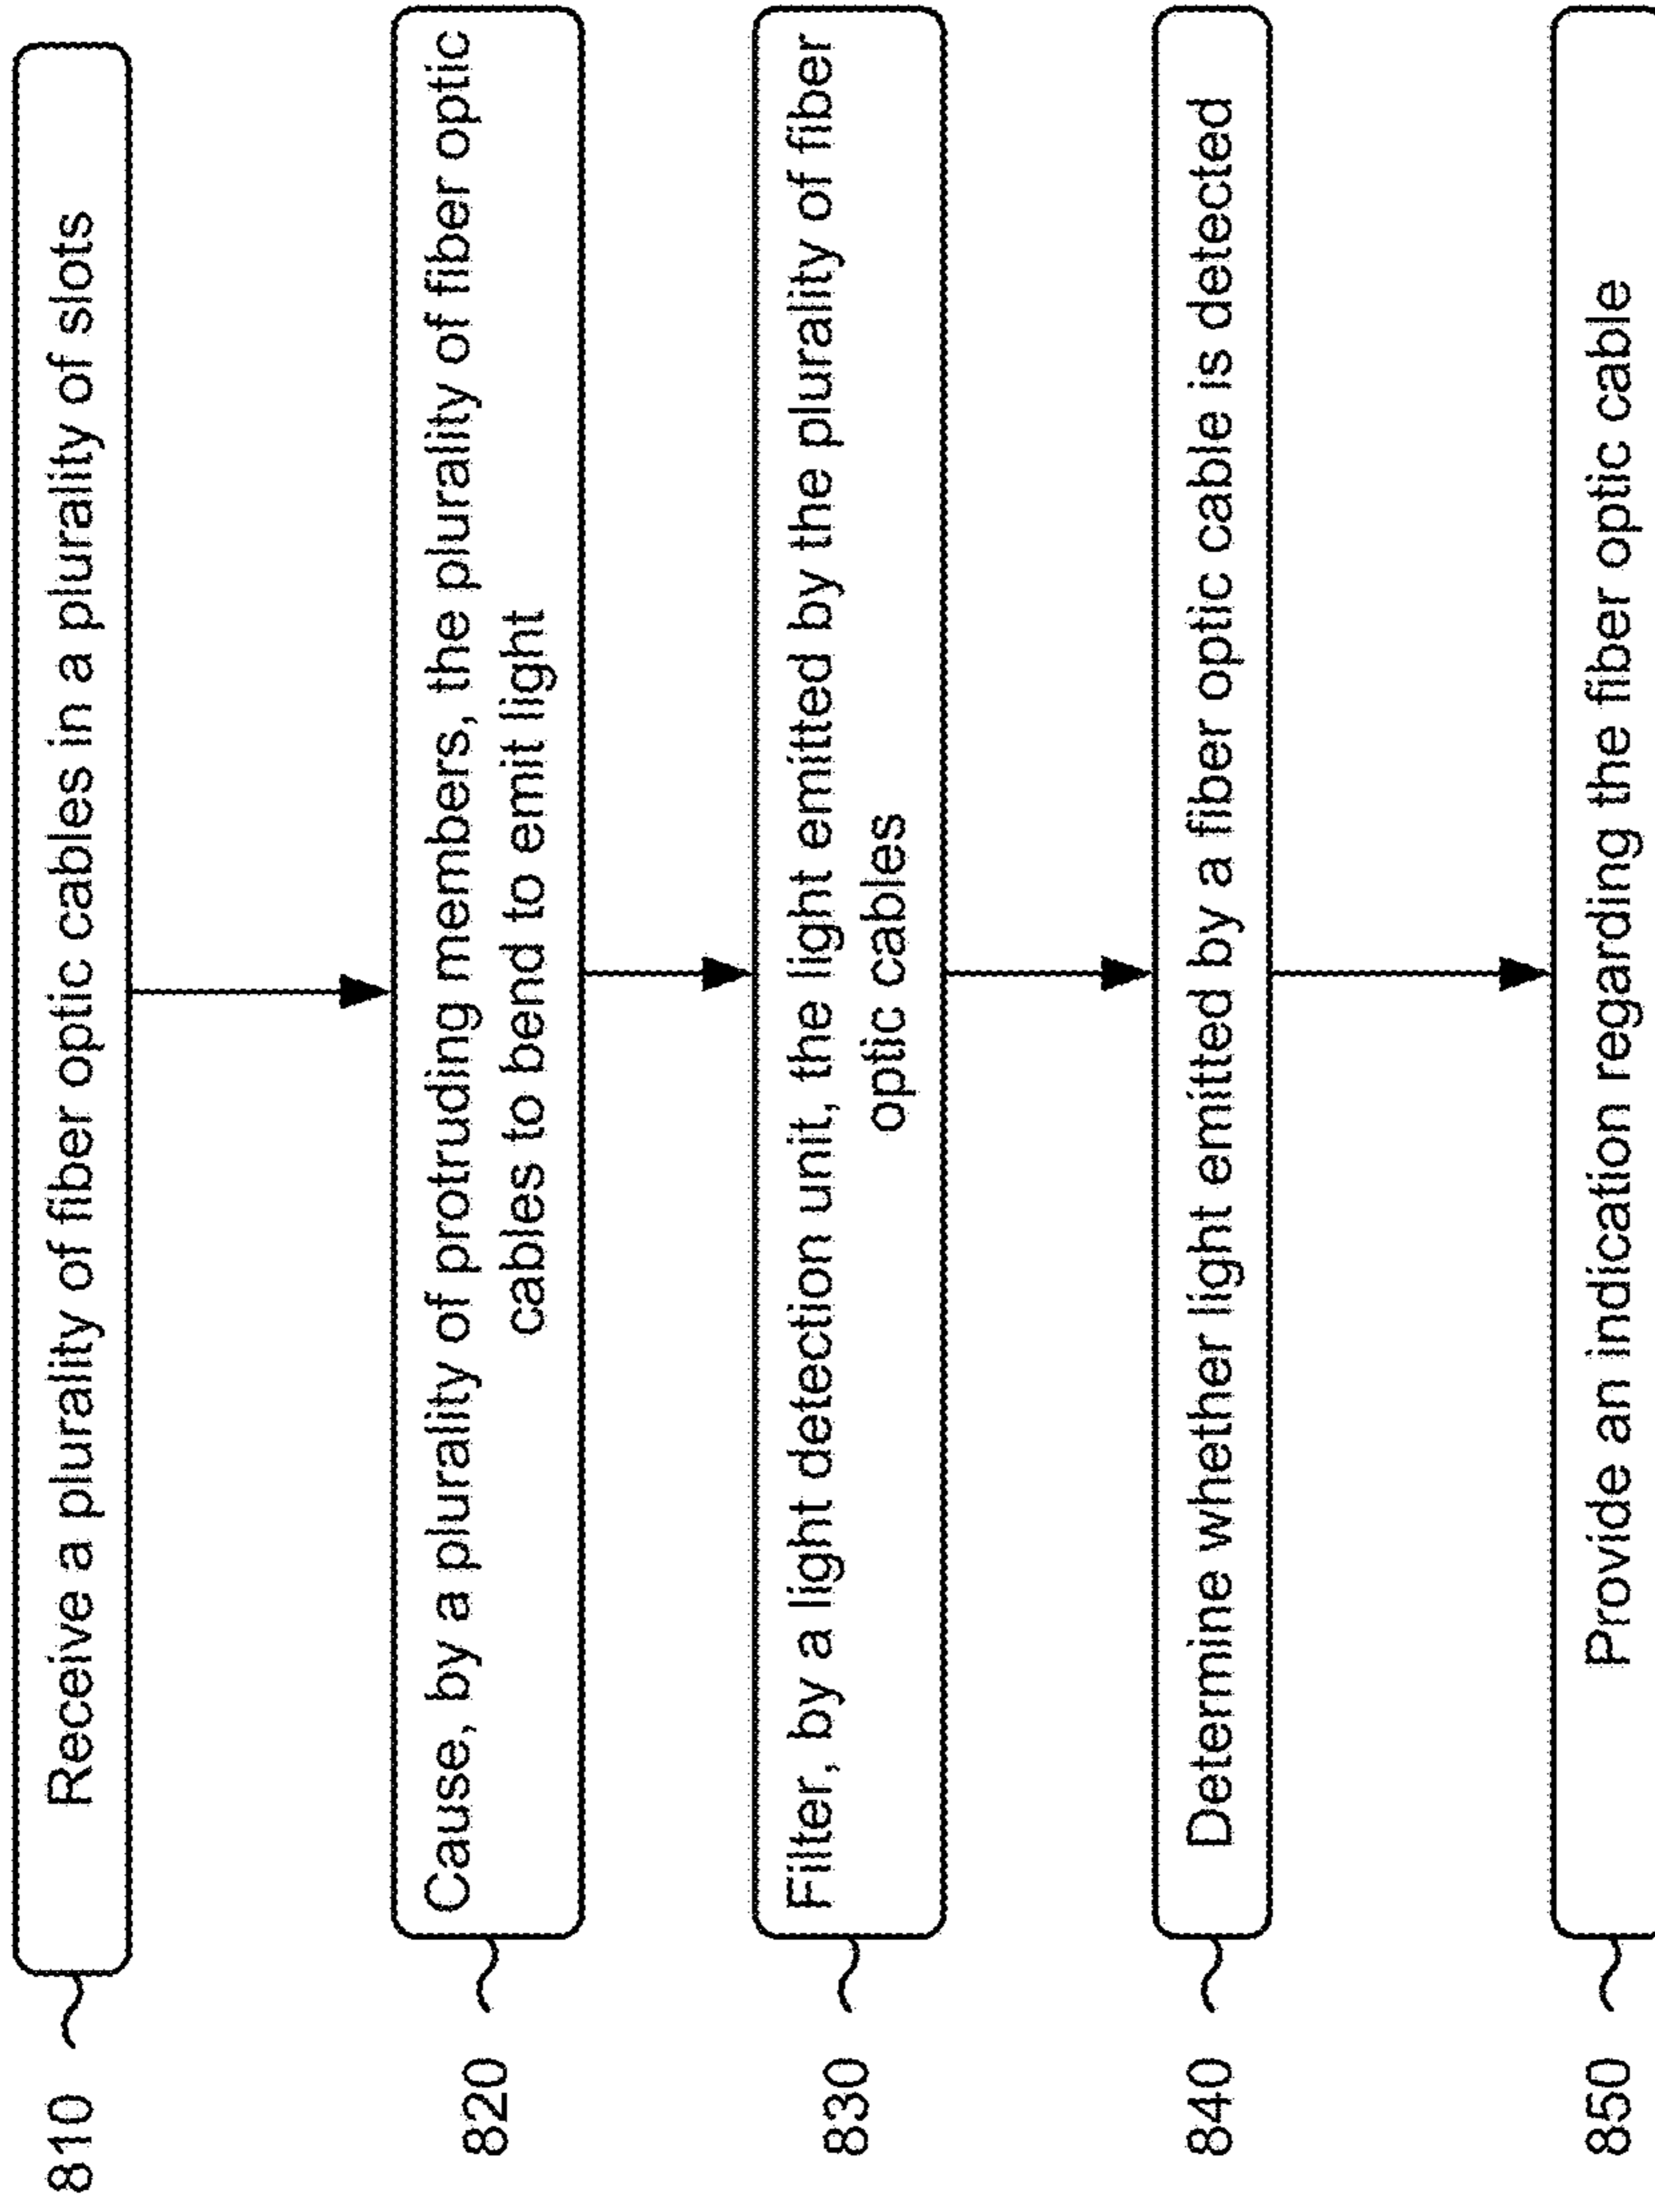 810
Receive a plurality of fiber optic cables in a plurality of slots
820
Cause, by a plurality of protruding members, the plurality of fiber optic
cables to bend to emit light
830
Filter, by a light detection unit, the light emitted by the plurality of fiber
optic cables
840
Determine whether light emitted by a fiber optic cable is detected
850
Provide an indication regarding the fiber optic cable